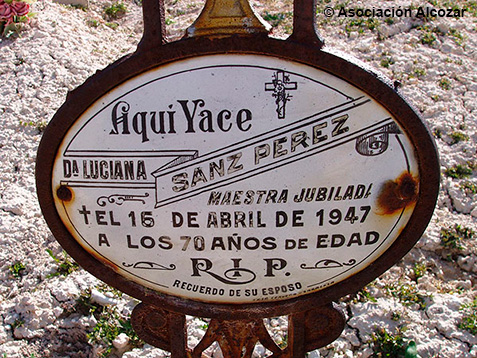 © Asociación Alcozar
Aqui Yace
Dª LUCIANA
SANZ PEREZ
MAESTRA JUBILADA
†EL 16 DE ABRIL DE 1947
A LOS 70 AÑOS DE EDAD
R.I.P.
RECUERDO DE SU ESPOSO